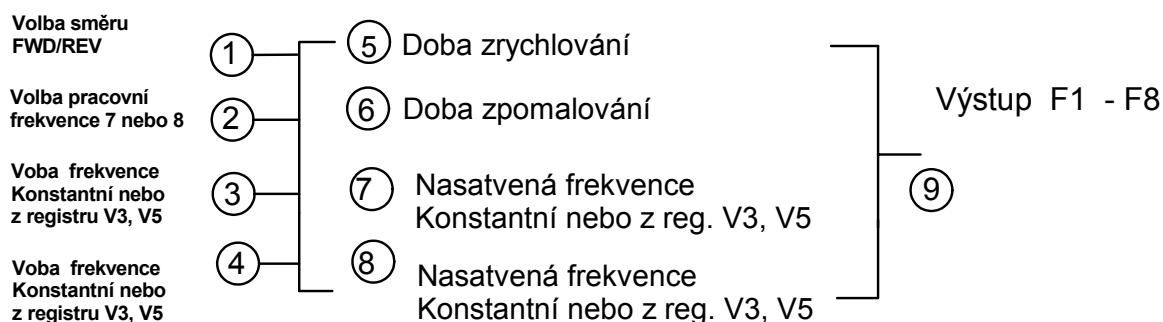 Volba směru
FWD/REV
1
5 Doba zrychlování
Volba pracovní
frekvence 7 nebo 8
2
6 Doba zpomalování
Výstup F1 - F8
Voba frekvence
Konstantní nebo
z registru V3, V5
3
7 Nasatvená frekvence
Konstantní nebo z reg. V3, V5
9
Voba frekvence
Konstantní nebo
z registru V3, V5
4
8 Nasatvená frekvence
Konstantní nebo z reg. V3, V5